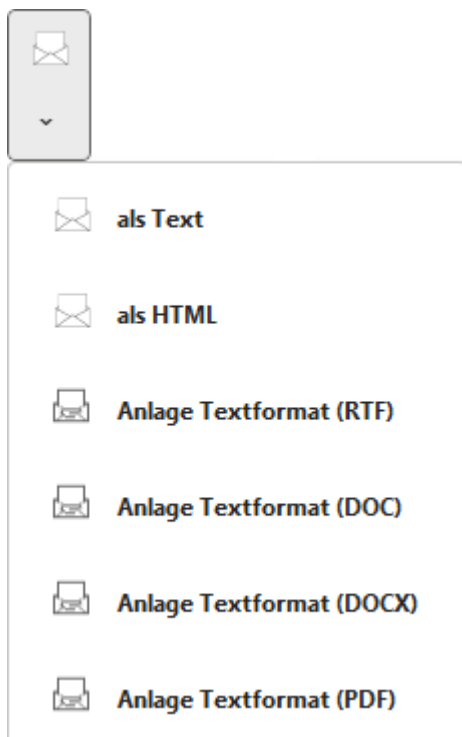 als Text
als HTML
Anlage Textformat (RTF)
Anlage Textformat (DOC)
Anlage Textformat (DOCX)
Anlage Textformat (PDF)